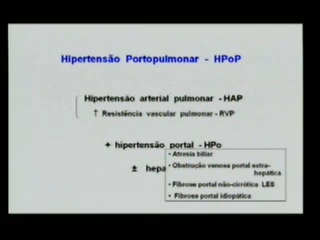 Hipertensão Portopulmonar - HPoP
Hipertensão arterial pulmonar - HAP
↑ Resistência vascular pulmonar - RVP
+ hipertensão portal - HPo
± hepa
• Atresia biliar
• Obstrução venosa portal extra-
hepática
• Fibrose portal não-cirrótica LES
• Fibrose portal idiopática